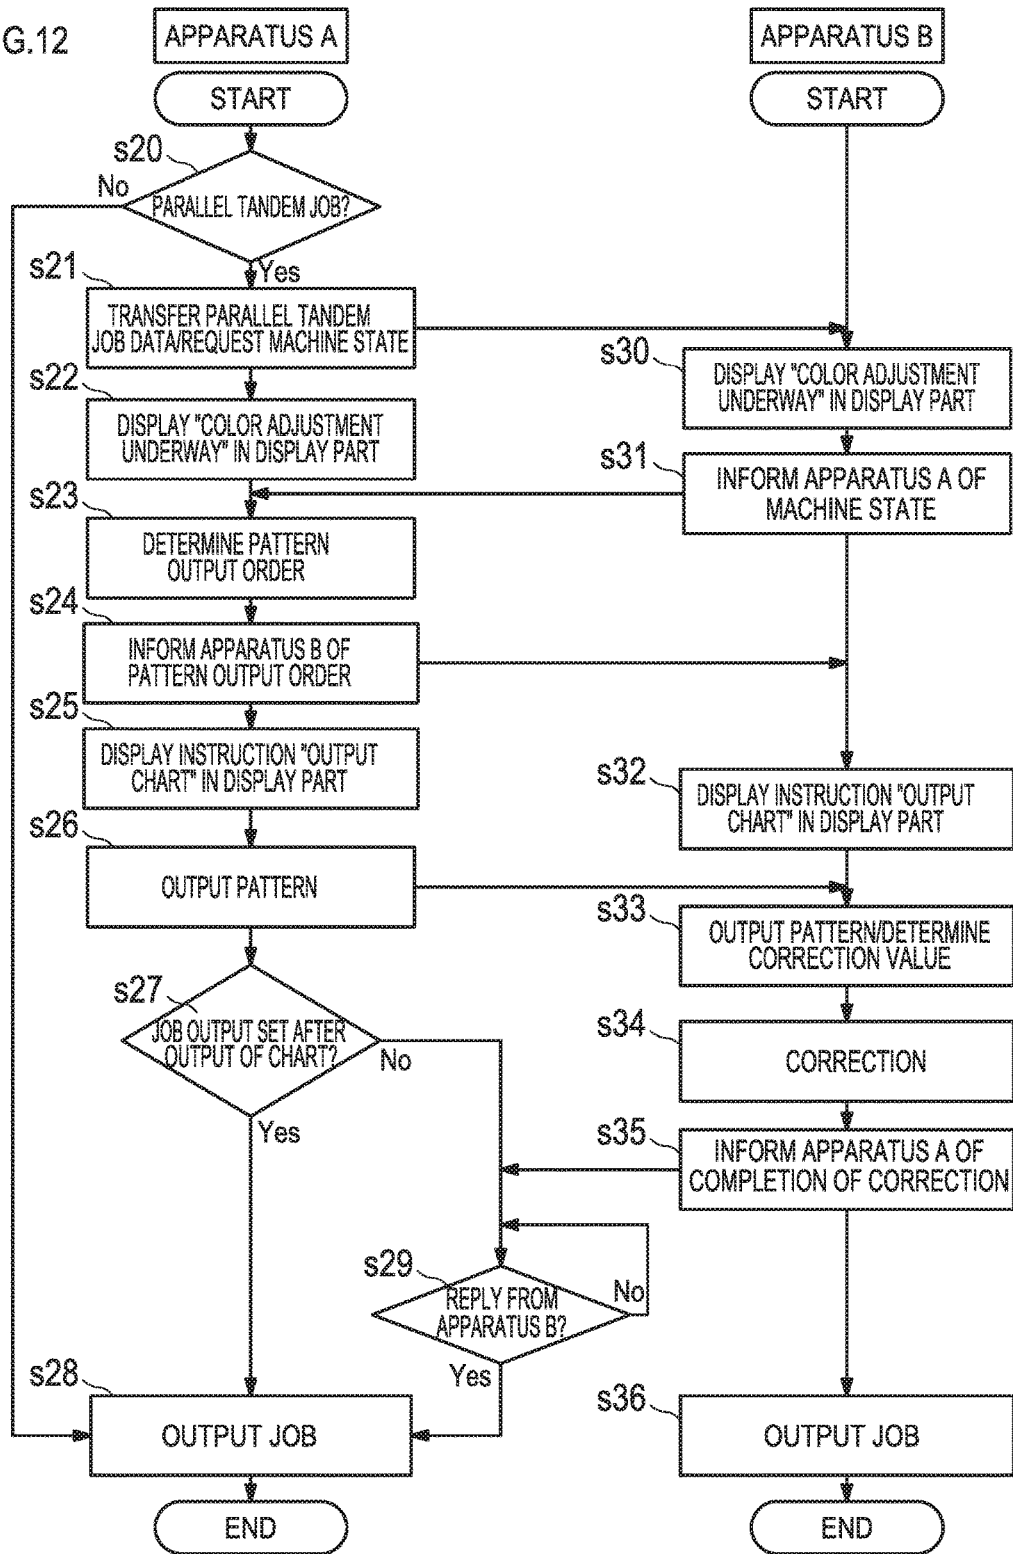 G.12
APPARATUS A
START
s20
No
PARALLEL TANDEM JOB?
Yes
s21
TRANSFER PARALLEL TANDEM
JOB DATA/REQUEST MACHINE STATE
s22
DISPLAY "COLOR ADJUSTMENT
UNDERWAY" IN DISPLAY PART
s23
DETERMINE PATTERN
OUTPUT ORDER
s24
INFORM APPARATUS B OF
PATTERN OUTPUT ORDER
s25
DISPLAY INSTRUCTION "OUTPUT
CHART" IN DISPLAY PART
s26
OUTPUT PATTERN
s27
JOB OUTPUT SET AFTER
OUTPUT OF CHART?
No
Yes
s29
REPLY FROM
APPARATUS B?
No
Yes
s28
OUTPUT JOB
END
APPARATUS B
START
s30
DISPLAY "COLOR ADJUSTMENT
UNDERWAY" IN DISPLAY PART
s31
INFORM APPARATUS A OF
MACHINE STATE
s32
DISPLAY INSTRUCTION "OUTPUT
CHART" IN DISPLAY PART
s33
OUTPUT PATTERN/DETERMINE
CORRECTION VALUE
s34
CORRECTION
s35
INFORM APPARATUS A OF
COMPLETION OF CORRECTION
s36
OUTPUT JOB
END